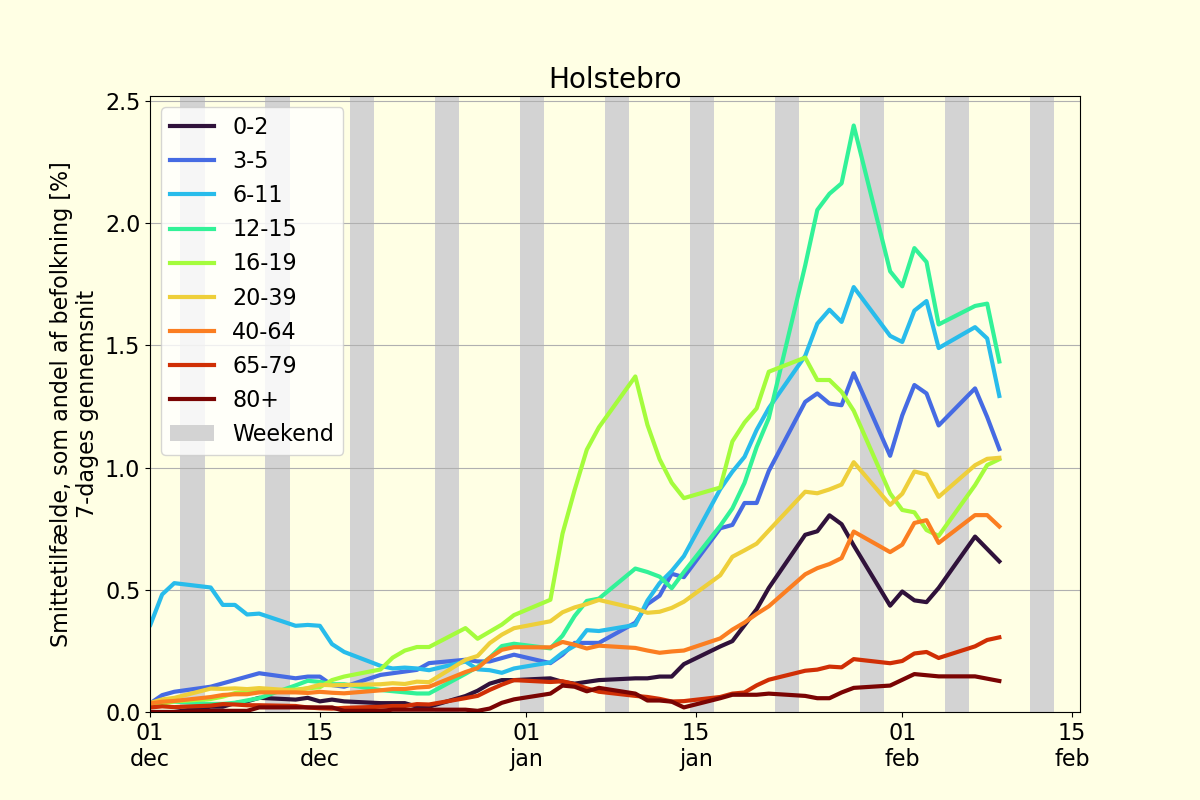 Holstebro
Smittetilfælde, som andel af befolkning [%]
7-dages gennemsnit
2.5
2.0
1.5
1.0
0.5
0.0
0-2
3-5
6-11
12-15
16-19
20-39
40-64
65-79
80+
Weekend
01 15 01 15 01 15
dec dec jan jan feb feb